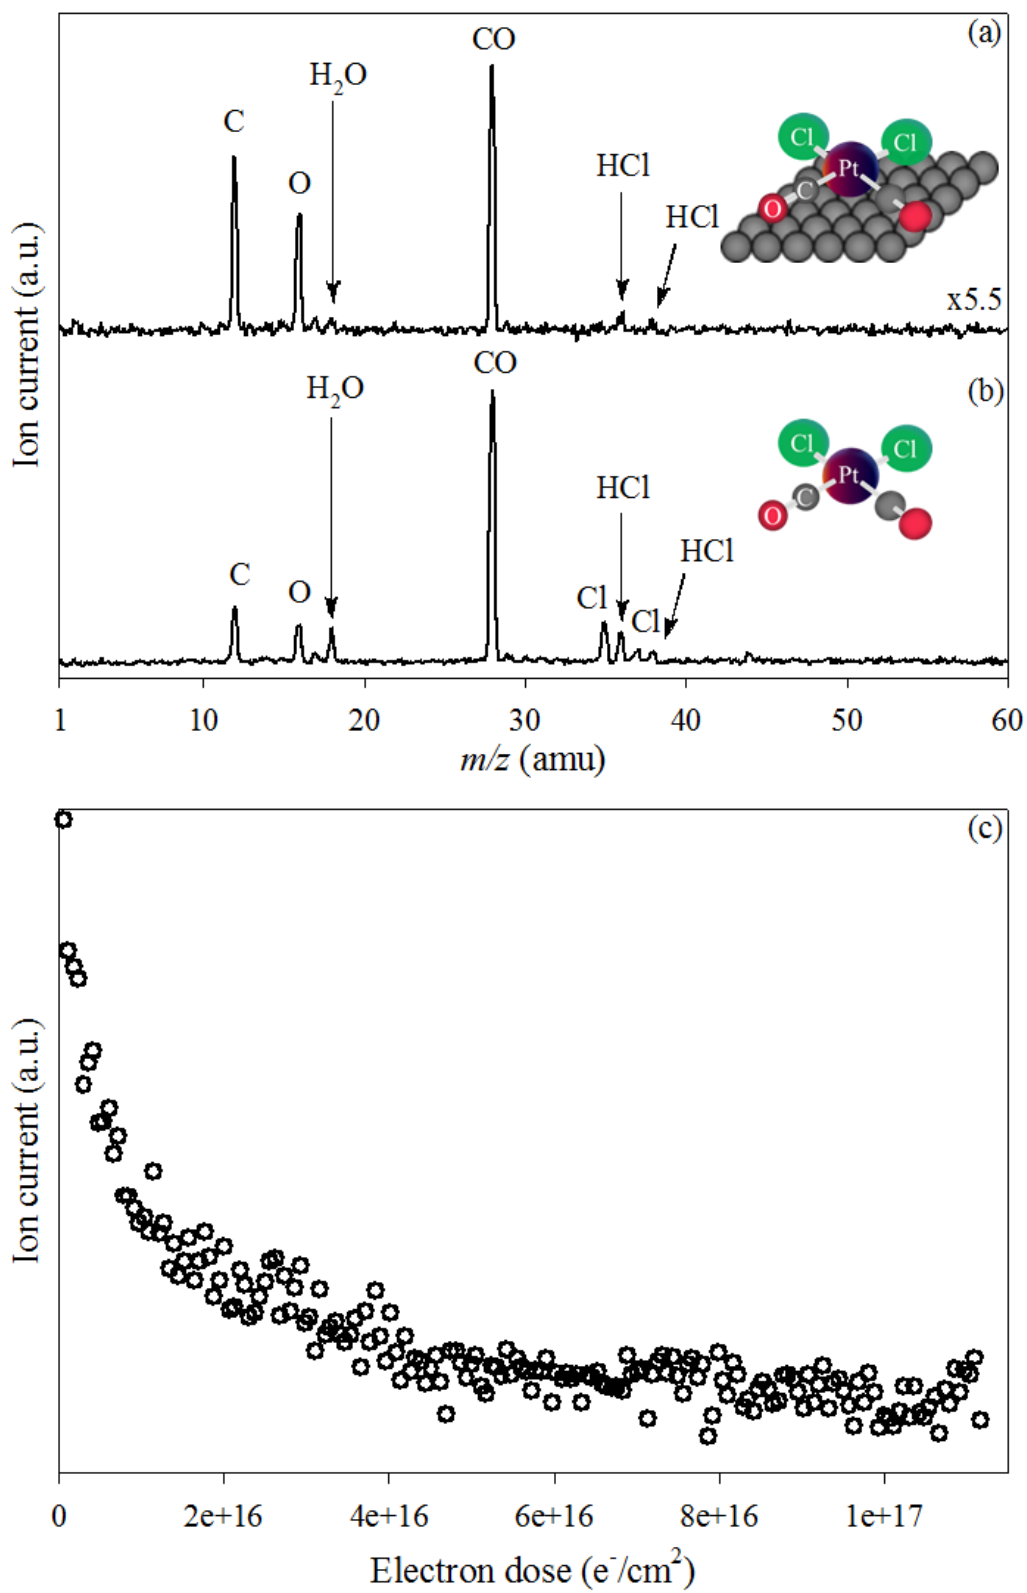 (a)
CO
H₂O
C
O
HCl
HCl
Cl
Cl
Pt
C
O
x5.5
Ion current (a.u.)
(b)
CO
H₂O
C
O
HCl
HCl
Cl
Cl
Cl
Cl
Pt
C
O
1 10 20 30 40 50 60
m/z (amu)
(c)
Ion current (a.u.)
0 2e+16 4e+16 6e+16 8e+16 1e+17
Electron dose (e⁻/cm²)